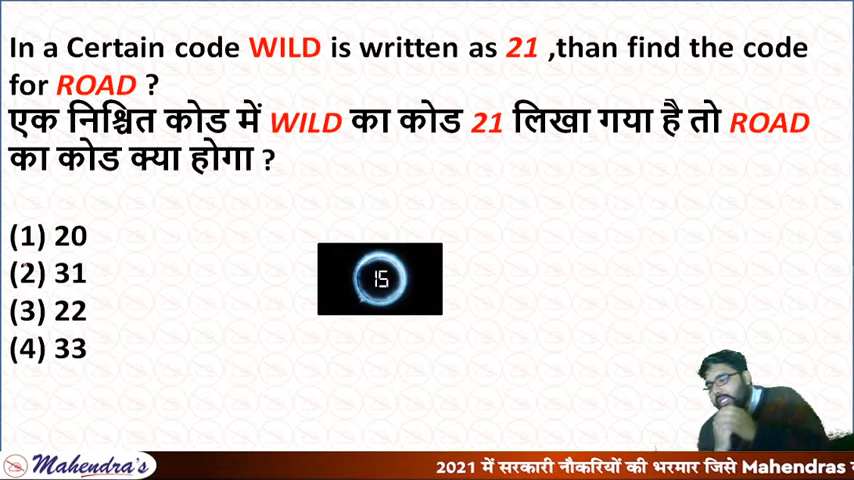 In a Certain code WILD is written as 21 ,than find the code
for ROAD ?
एक निश्चित कोड में WILD का कोड 21 लिखा गया है तो ROAD
का कोड क्या होगा ?
(1) 20
(2) 31
(3) 22
(4) 33
15
Mahendra's
2021 में सरकारी नौकरियों की भरमार जिसे Mahendras